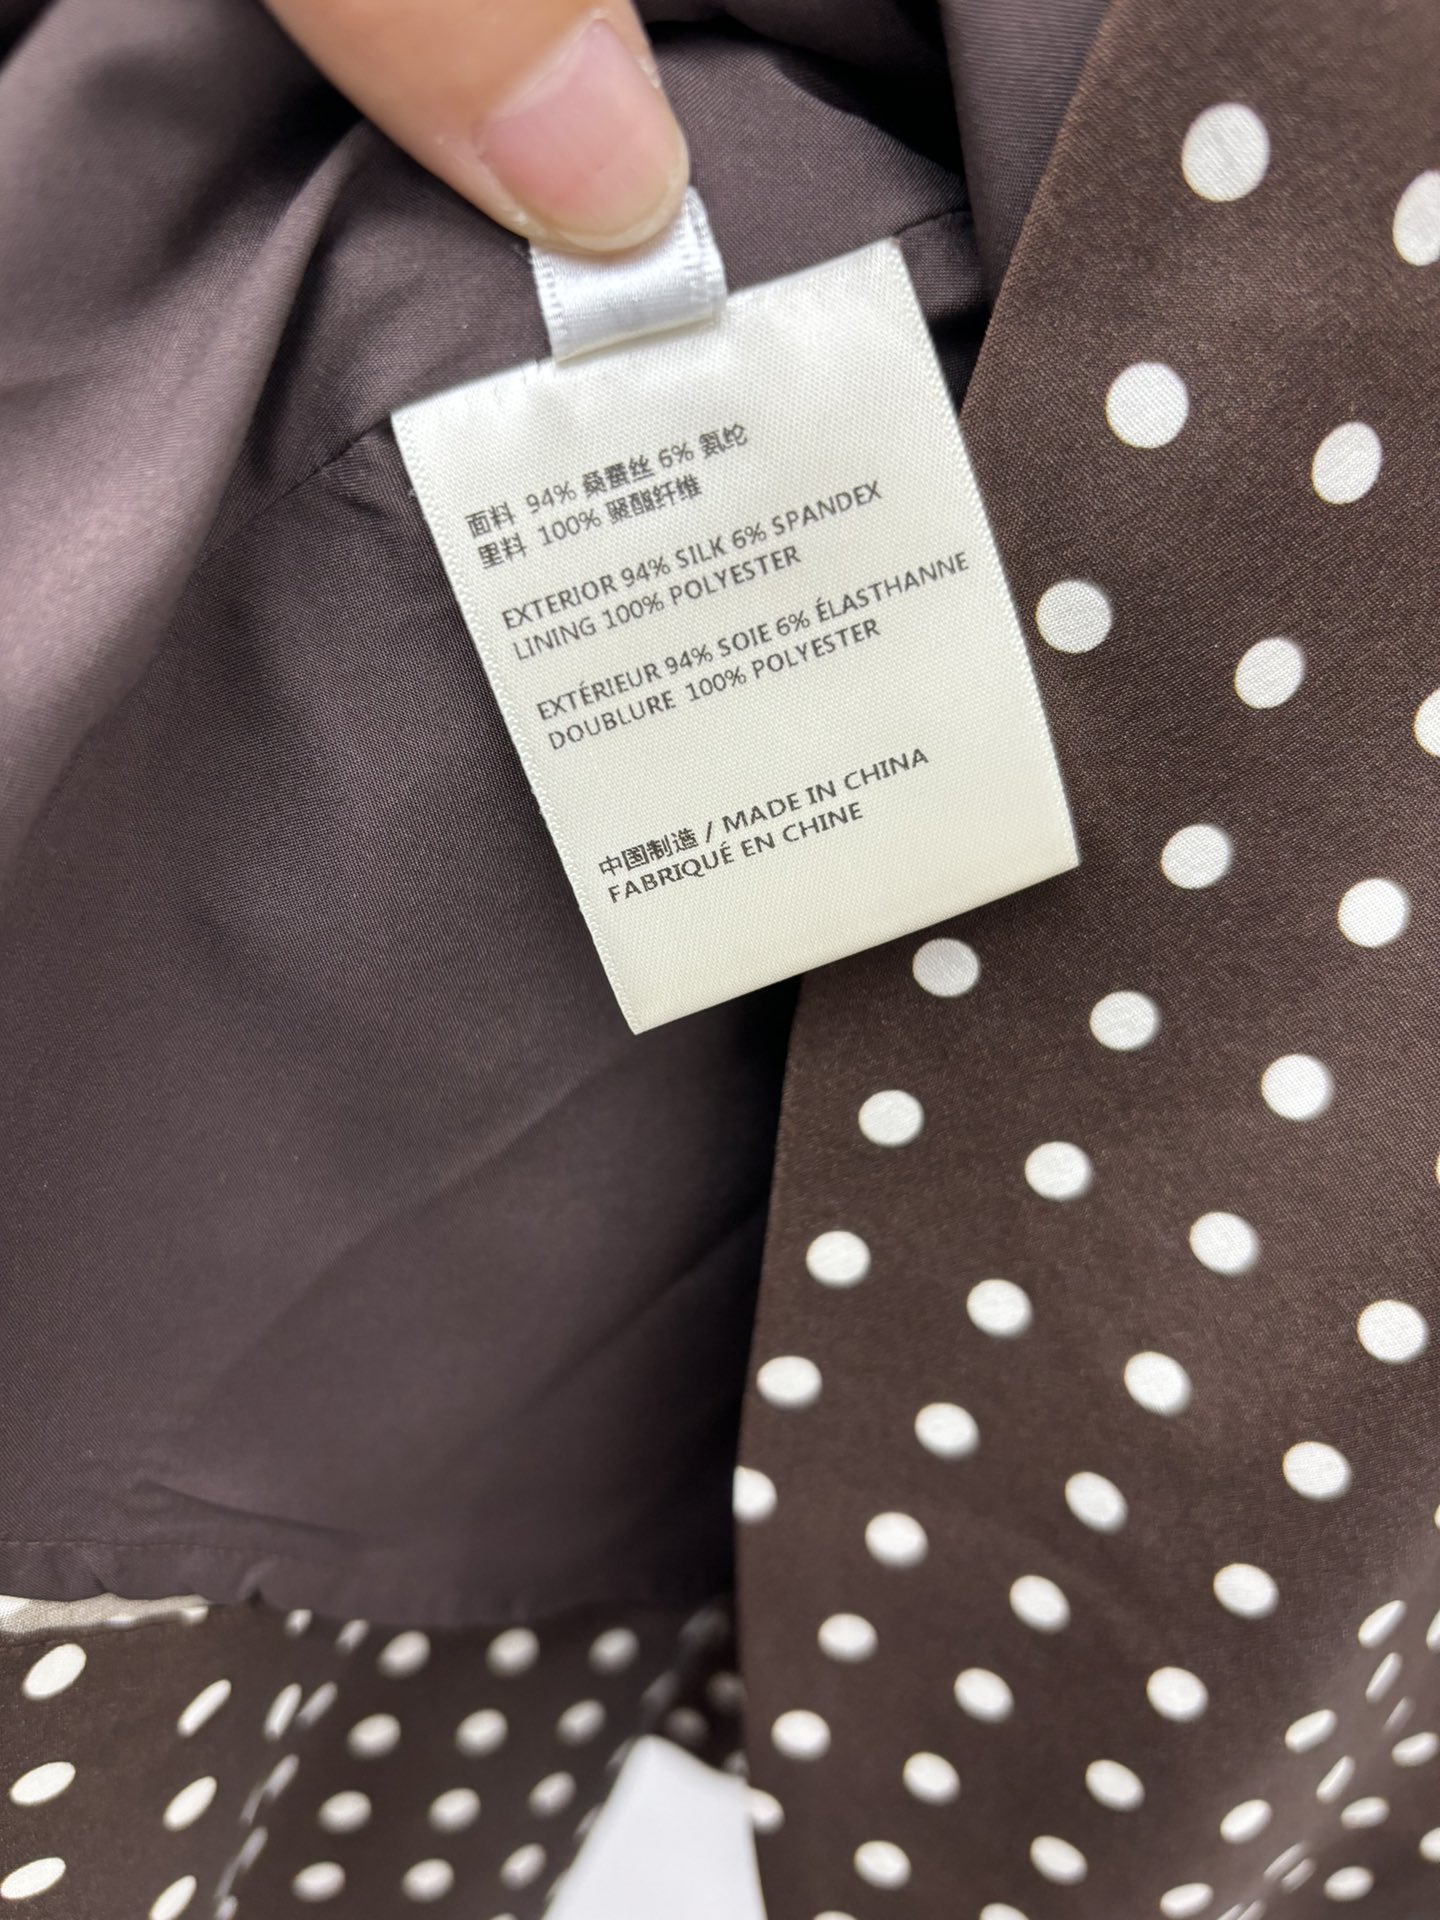 面料 94% 桑蚕丝 6% 氨纶
里料 100% 聚酯纤维
EXTERIOR 94% SILK 6% SPANDEX
LINING 100% POLYESTER
EXTÉRIEUR 94% SOIE 6% ÉLASTHANNE
DOUBLURE 100% POLYESTER
中国制造 / MADE IN CHINA
FABRIQUÉ EN CHINE